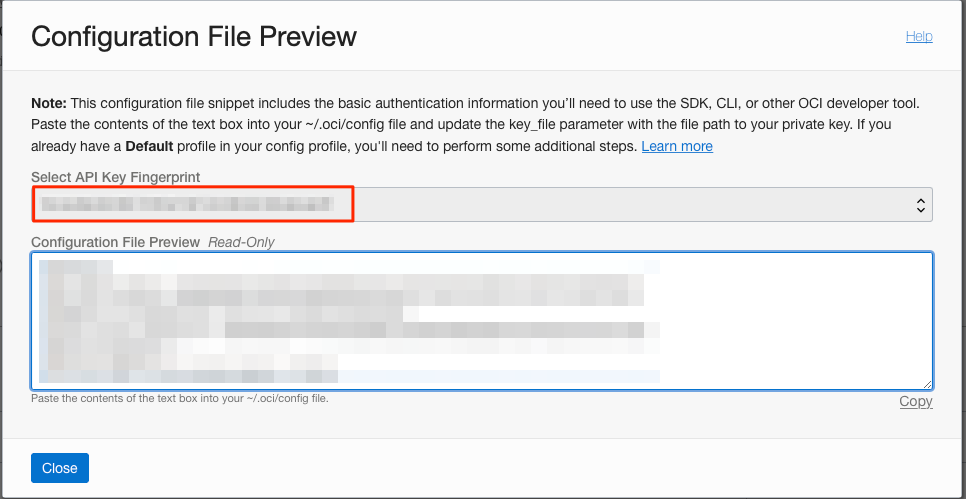 Configuration File Preview
Help
Note: This configuration file snippet includes the basic authentication information you'll need to use the SDK, CLI, or other OCI developer tool.
Paste the contents of the text box into your ~/.oci/config file and update the key_file parameter with the file path to your private key. If you
already have a Default profile in your config profile, you'll need to perform some additional steps. Learn more
Select API Key Fingerprint
Configuration File Preview Read-Only
Paste the contents of the text box into your ~/.oci/config file.
Copy
Close